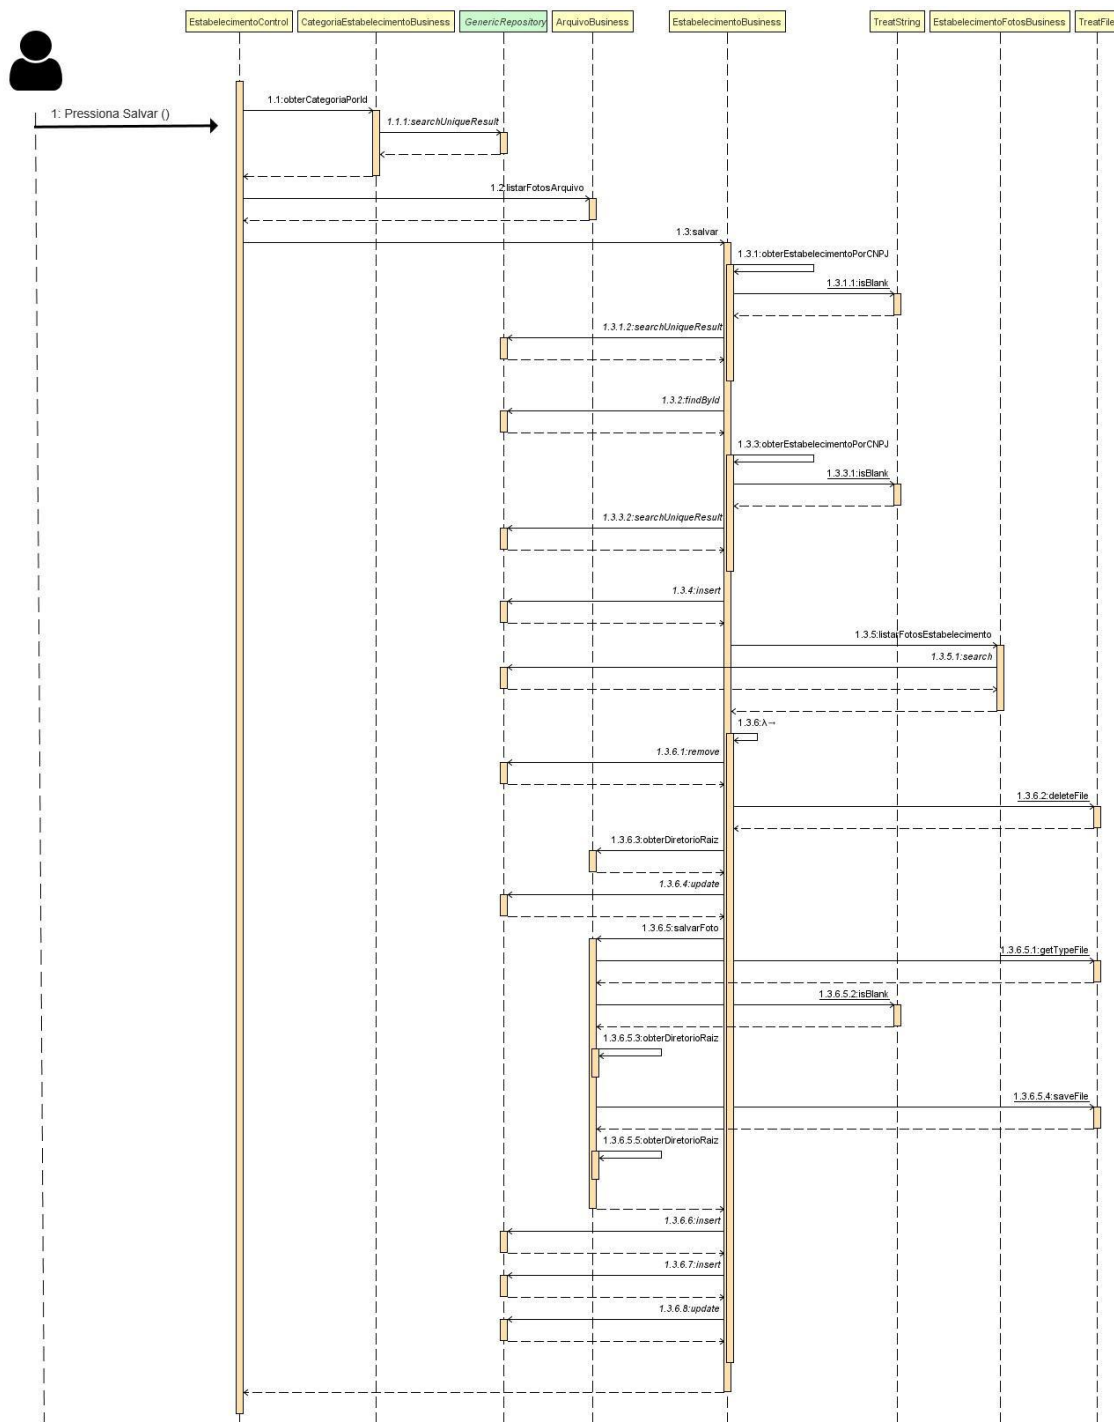 EstabelecimentoControl
CategoriaEstabelecimentoBusiness
GenericRepository
ArquivoBusiness
EstabelecimentoBusiness
TreatString
EstabelecimentoFotosBusiness
TreatFile
1: Pressiona Salvar ()
1.1:obterCategoriaPorId
1.1.1:searchUniqueResult
1.2:listarFotosArquivo
1.3:salvar
1.3.1:obterEstabelecimentoPorCNPJ
1.3.1.1:isBlank
1.3.1.2:searchUniqueResult
1.3.2:findById
1.3.3:obterEstabelecimentoPorCNPJ
1.3.3.1:isBlank
1.3.3.2:searchUniqueResult
1.3.4:insert
1.3.5:listarFotosEstabelecimento
1.3.5.1:search
1.3.6:λ→
1.3.6.1:remove
1.3.6.2:deleteFile
1.3.6.3:obterDiretorioRaiz
1.3.6.4:update
1.3.6.5:salvarFoto
1.3.6.5.1:getTypeFile
1.3.6.5.2:isBlank
1.3.6.5.3:obterDiretorioRaiz
1.3.6.5.4:saveFile
1.3.6.5.5:obterDiretorioRaiz
1.3.6.6:insert
1.3.6.7:insert
1.3.6.8:update